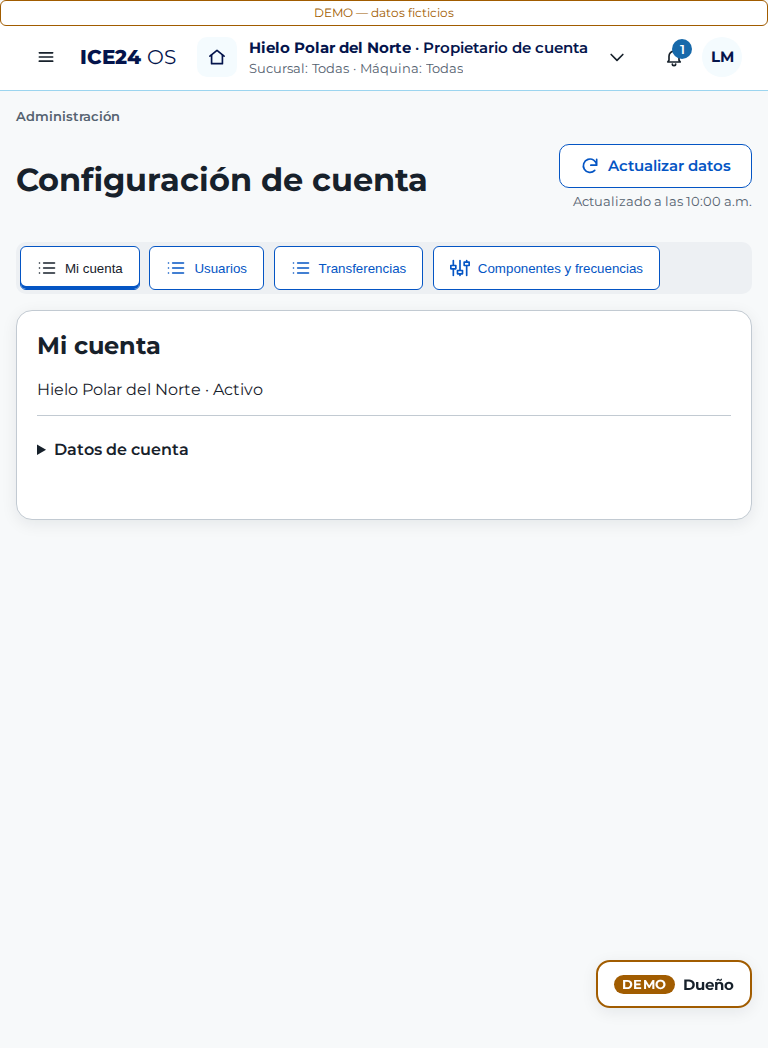 DEMO — datos ficticios
ICE24 OS
Hielo Polar del Norte · Propietario de cuenta
Sucursal: Todas · Máquina: Todas
1
LM
Administración
Configuración de cuenta
Actualizar datos
Actualizado a las 10:00 a.m.
Mi cuenta
Usuarios
Transferencias
Componentes y frecuencias
Mi cuenta
Hielo Polar del Norte · Activo
Datos de cuenta
DEMO Dueño